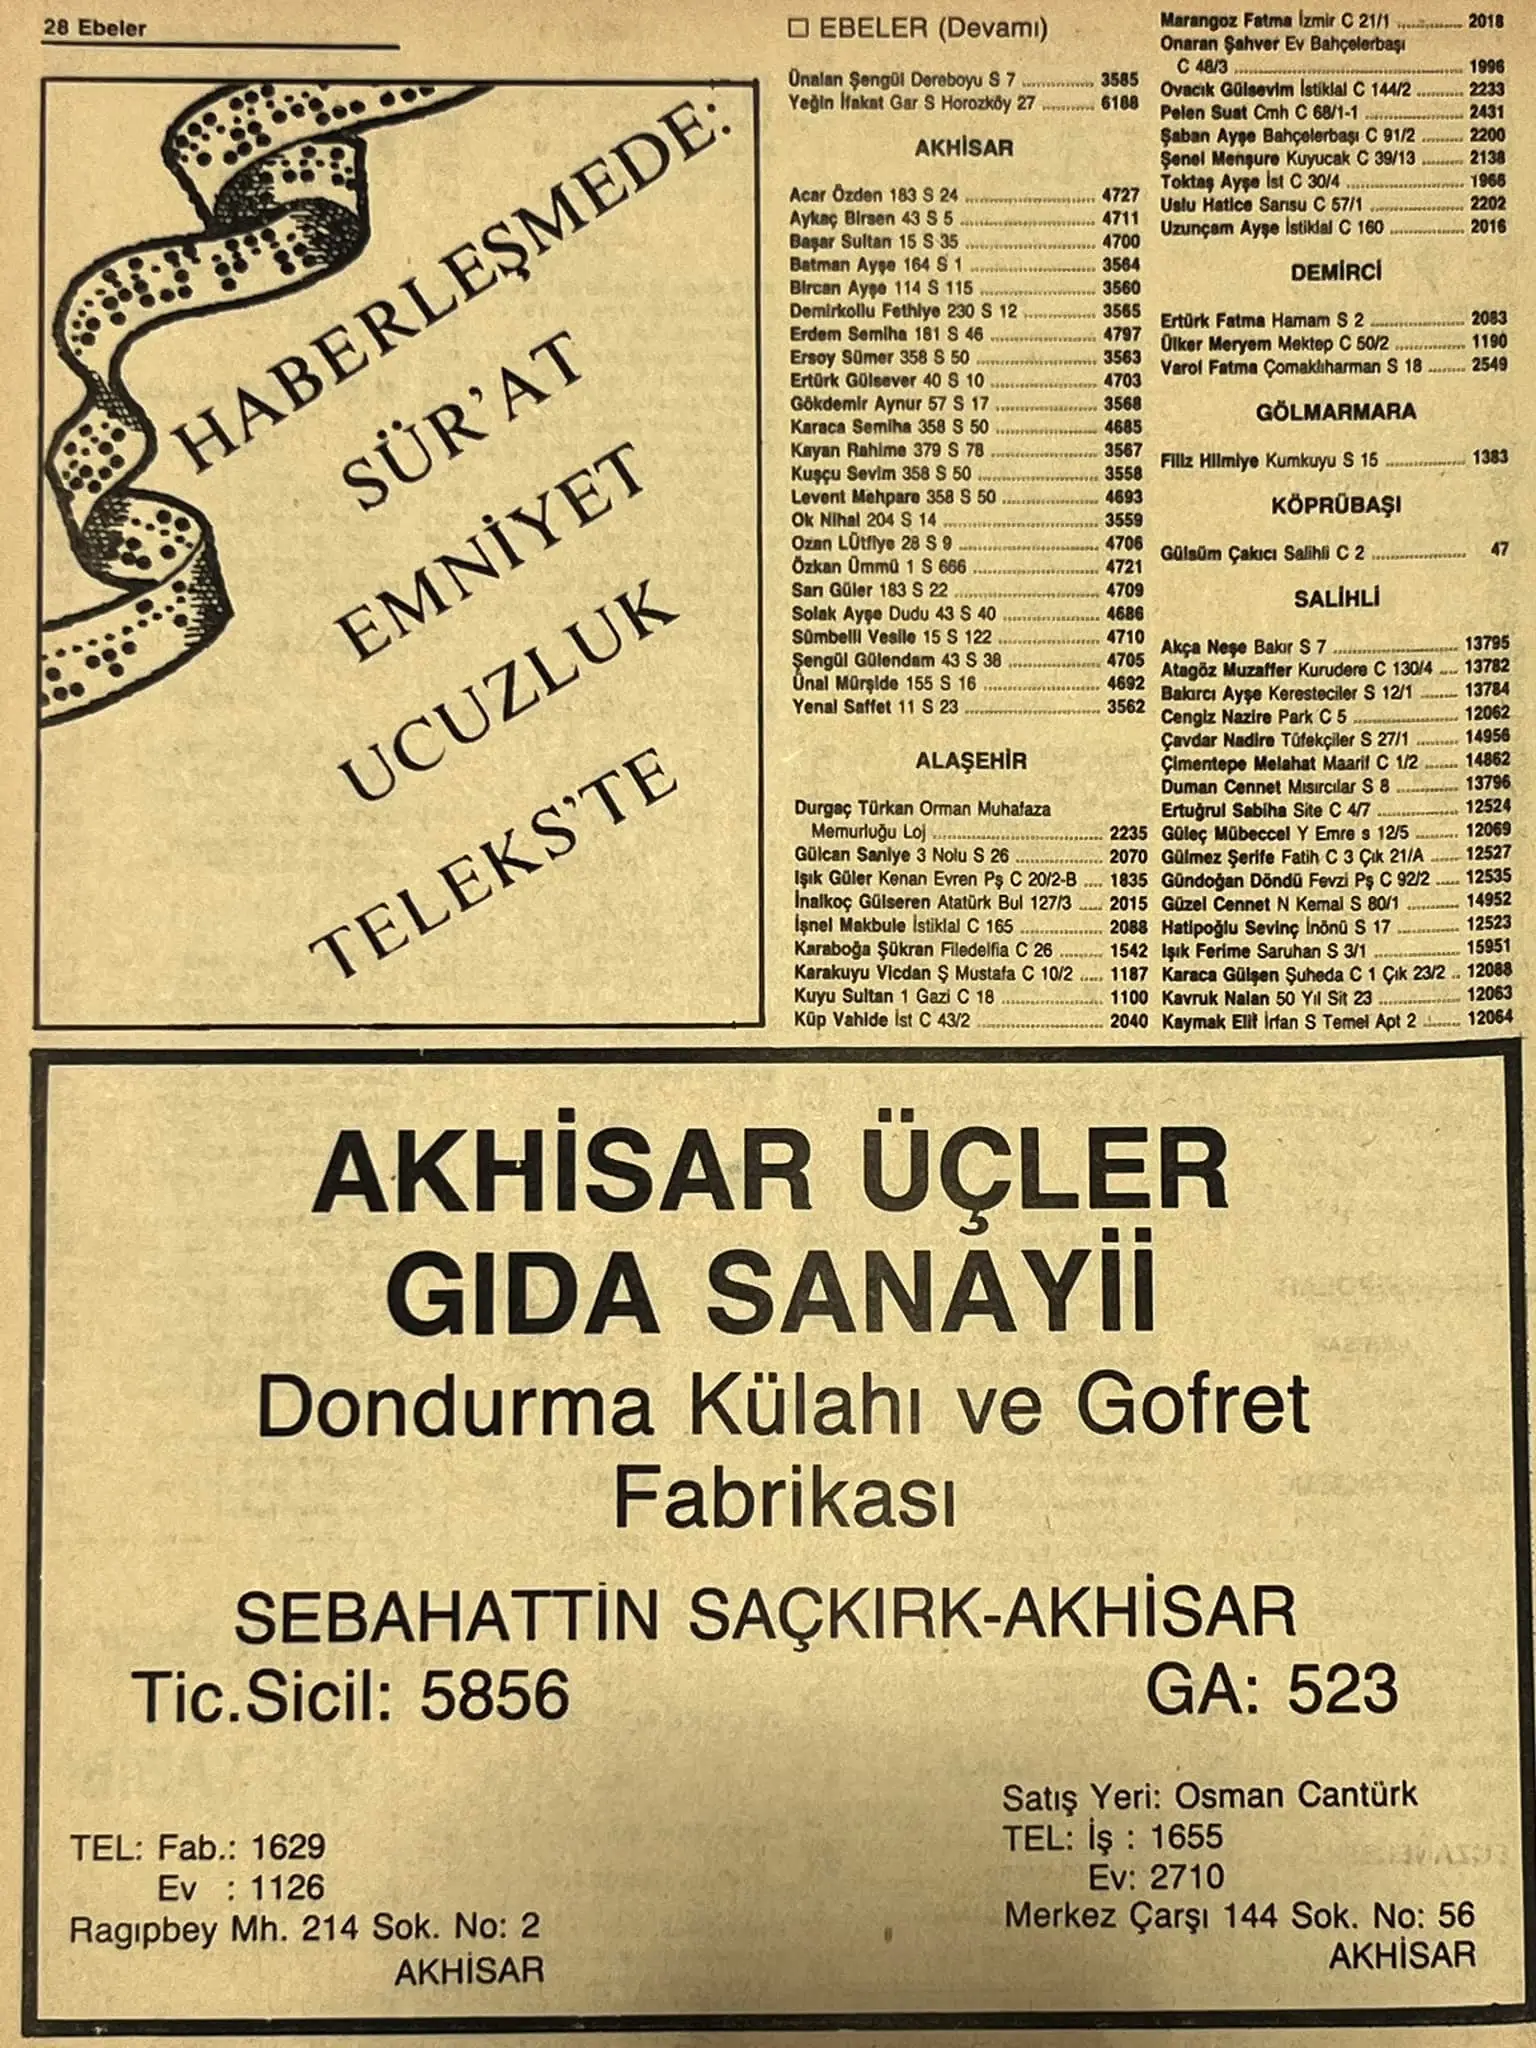 28 Ebeler
HABERLEŞMEDE:
SÜR'AT
EMNİYET
UCUZLUK
TELEKS'TE
□ EBELER (Devamı)
Ünalan Şengül Dereboyu S 7 .......... 3585
Yeğin İfakat Gar S Horozköy 27 .......... 6188
AKHİSAR
Acar Özden 183 S 24 .......... 4727
Aykaç Birsen 43 S 5 .......... 4711
Başar Sultan 15 S 35 .......... 4700
Batman Ayşe 164 S 1 .......... 3564
Bircan Ayşe 114 S 115 .......... 3560
Demirkollu Fethiye 230 S 12 .......... 3565
Erdem Semiha 181 S 46 .......... 4797
Ersoy Sümer 358 S 50 .......... 3563
Ertürk Gülsever 40 S 10 .......... 4703
Gökdemir Aynur 57 S 17 .......... 3568
Karaca Semiha 358 S 50 .......... 4685
Kayan Rahime 379 S 78 .......... 3567
Kuşçu Sevim 358 S 50 .......... 3558
Levent Mehpare 358 S 50 .......... 4693
Ok Nihal 204 S 14 .......... 3559
Ozan LÜtfiye 28 S 9 .......... 4706
Özkan Ümmü 1 S 666 .......... 4721
Sarı Güler 183 S 22 .......... 4709
Solak Ayşe Dudu 43 S 40 .......... 4686
Sümbelli Vesile 15 S 122 .......... 4710
Şengül Gülendam 43 S 38 .......... 4705
Ünal Mürşide 155 S 16 .......... 4692
Yenal Saffet 11 S 23 .......... 3562
ALAŞEHİR
Durgaç Türkan Orman Muhafaza
Memurluğu Loj .......... 2235
Gülcan Saniye 3 Nolu S 26 .......... 2070
Işık Güler Kenan Evren Pş C 20/2-B .... 1835
İnalkoç Gülseren Atatürk Bul 127/3 ..... 2015
İşnel Makbule İstiklal C 165 .......... 2088
Karaboğa Şükran Filedelfia C 26 ......... 1542
Karakuyu Vicdan Ş Mustafa C 10/2 ..... 1187
Kuyu Sultan 1 Gazi C 18 .......... 1100
Küp Vahide İst C 43/2 .......... 2040
Marangoz Fatma İzmir C 21/1 .......... 2018
Onaran Şahver Ev Bahçelerbaşı
C 48/3 .......... 1996
Ovacık Gülsevim İstiklal C 144/2 ........ 2233
Pelen Suat Cmh C 68/1-1 .......... 2431
Şaban Ayşe Bahçelerbaşı C 91/2 ........ 2200
Şenel Menşure Kuyucak C 39/13 ........ 2138
Toktaş Ayşe İst C 30/4 .......... 1966
Uslu Hatice Sarısu C 57/1 .......... 2202
Uzunçam Ayşe İstiklal C 160 .......... 2016
DEMİRCİ
Ertürk Fatma Hamam S 2 .......... 2083
Ülker Meryem Mektep C 50/2 .......... 1190
Varol Fatma Çomaklıharman S 18 ........ 2549
GÖLMARMARA
Filiz Hilmiye Kumkuyu S 15 .......... 1383
KÖPRÜBAŞI
Gülsüm Çakıcı Salihli C 2 .......... 47
SALİHLİ
Akça Neşe Bakır S 7 .......... 13795
Atagöz Muzaffer Kurudere C 130/4 .... 13782
Bakırcı Ayşe Keresteciler S 12/1 ........ 13784
Cengiz Nazire Park C 5 .......... 12062
Çavdar Nadire Tüfekçiler S 27/1 ........ 14956
Çimentepe Melahat Maarif C 1/2 ....... 14862
Duman Cennet Mısırcılar S 8 .......... 13796
Ertuğrul Sabiha Site C 4/7 .......... 12524
Güleç Mübeccel Y Emre s 12/5 ........ 12069
Gülmez Şerife Fatih C 3 Çık 21/A ...... 12527
Gündoğan Döndü Fevzi Pş C 92/2 ..... 12535
Güzel Cennet N Kemal S 80/1 .......... 14952
Hatipoğlu Sevinç İnönü S 17 .......... 12523
Işık Ferime Saruhan S 3/1 .......... 15951
Karaca Gülşen Şuheda C 1 Çık 23/2 .. 12088
Kavruk Nalan 50 Yıl Sit 23 .......... 12063
Kaymak Elif İrfan S Temel Apt 2 ....... 12064
AKHİSAR ÜÇLER
GIDA SANAYİİ
Dondurma Külahı ve Gofret
Fabrikası
SEBAHATTİN SAÇKIRK-AKHİSAR
Tic.Sicil: 5856 GA: 523
TEL: Fab.: 1629
Ev : 1126
Ragıpbey Mh. 214 Sok. No: 2
AKHİSAR
Satış Yeri: Osman Cantürk
TEL: İş : 1655
Ev: 2710
Merkez Çarşı 144 Sok. No: 56
AKHİSAR